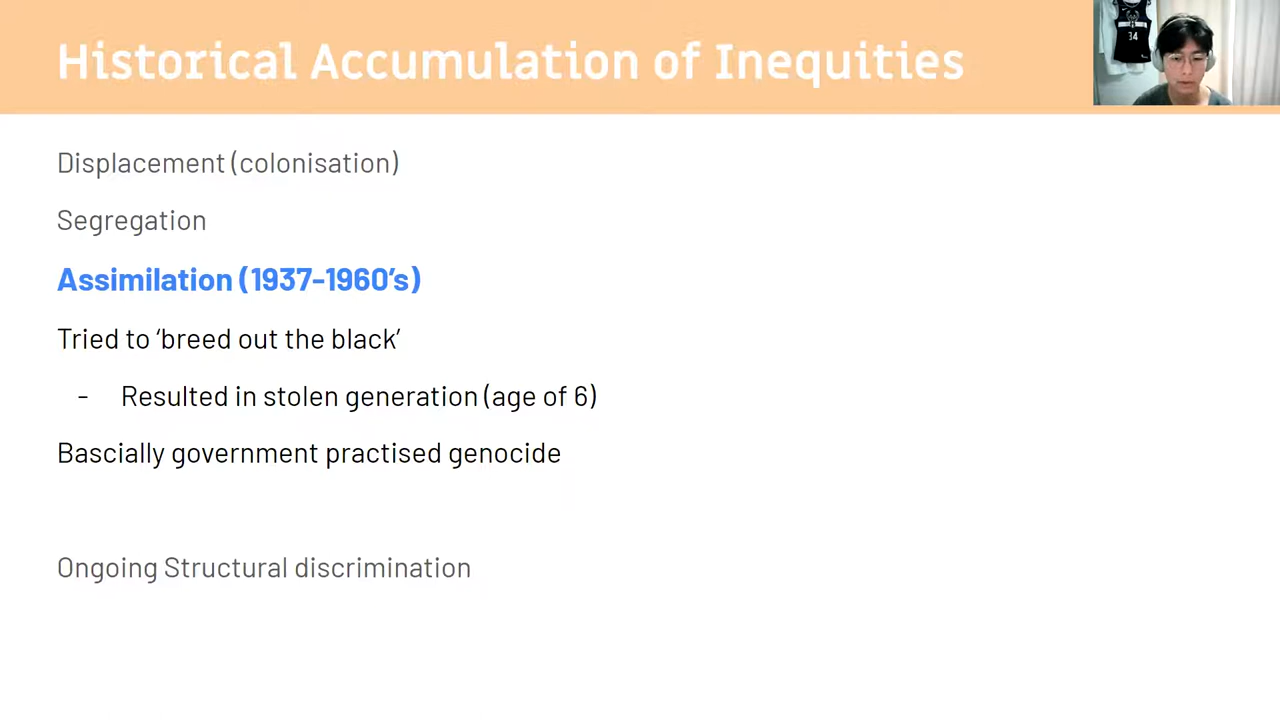 Historical Accumulation of Inequities
34
Displacement (colonisation)
Segregation
Assimilation (1937-1960’s)
Tried to ‘breed out the black’
- Resulted in stolen generation (age of 6)
Bascially government practised genocide
Ongoing Structural discrimination